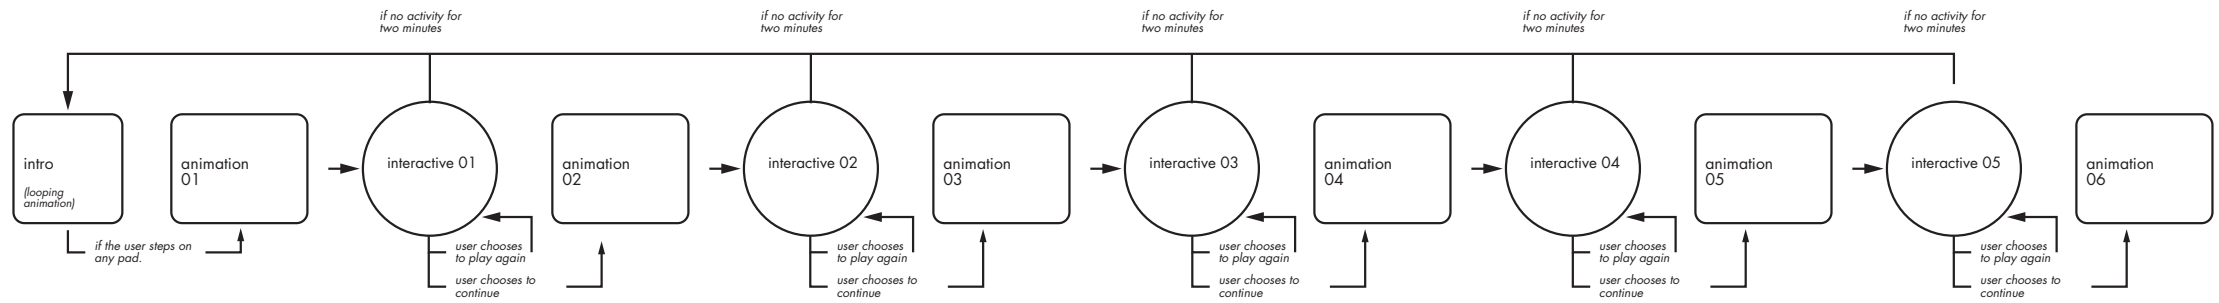 if no activity for
two minutes
if no activity for
two minutes
if no activity for
two minutes
if no activity for
two minutes
if no activity for
two minutes
intro
(looping
animation)
animation
01
interactive 01
animation
02
interactive 02
animation
03
interactive 03
animation
04
interactive 04
animation
05
interactive 05
animation
06
if the user steps on
any pad.
user chooses
to play again
user chooses to
continue
user chooses
to play again
user chooses to
continue
user chooses
to play again
user chooses to
continue
user chooses
to play again
user chooses to
continue
user chooses
to play again
user chooses to
continue